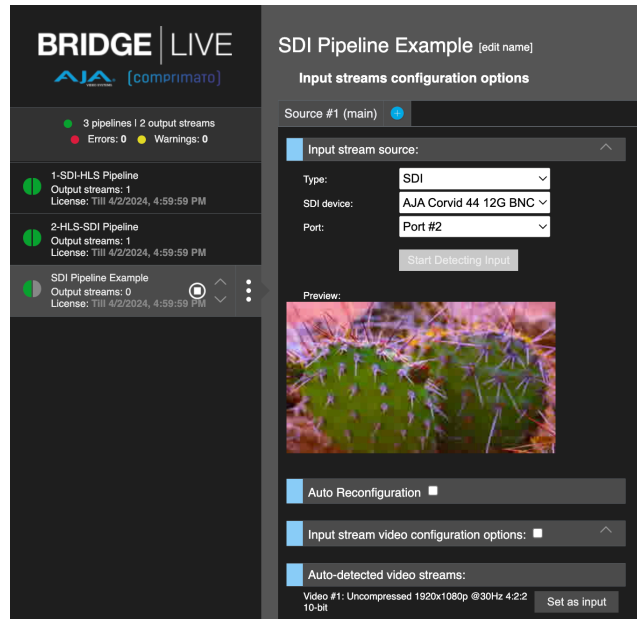 BRIDGE | LIVE
AJA VIDEO SYSTEMS [comprimato]
3 pipelines | 2 output streams
Errors: 0 Warnings: 0
1-SDI-HLS Pipeline
Output streams: 1
License: Till 4/2/2024, 4:59:59 PM
2-HLS-SDI Pipeline
Output streams: 1
License: Till 4/2/2024, 4:59:59 PM
SDI Pipeline Example
Output streams: 0
License: Till 4/2/2024, 4:59:59 PM
SDI Pipeline Example [edit name]
Input streams configuration options
Source #1 (main)
Input stream source:
Type: SDI
SDI device: AJA Corvid 44 12G BNC
Port: Port #2
Start Detecting Input
Preview:
Auto Reconfiguration
Input stream video configuration options:
Auto-detected video streams:
Video #1: Uncompressed 1920x1080p @30Hz 4:2:2
10-bit
Set as input